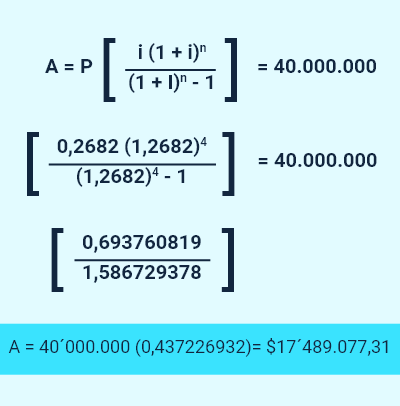 A = P [ i (1 + i)ⁿ = 40.000.000
(1 + I)ⁿ - 1 ]
[ 0,2682 (1,2682)⁴ = 40.000.000
(1,2682)⁴ - 1 ]
[ 0,693760819
1,586729378 ]
A = 40´000.000 (0,437226932)= $17´489.077,31